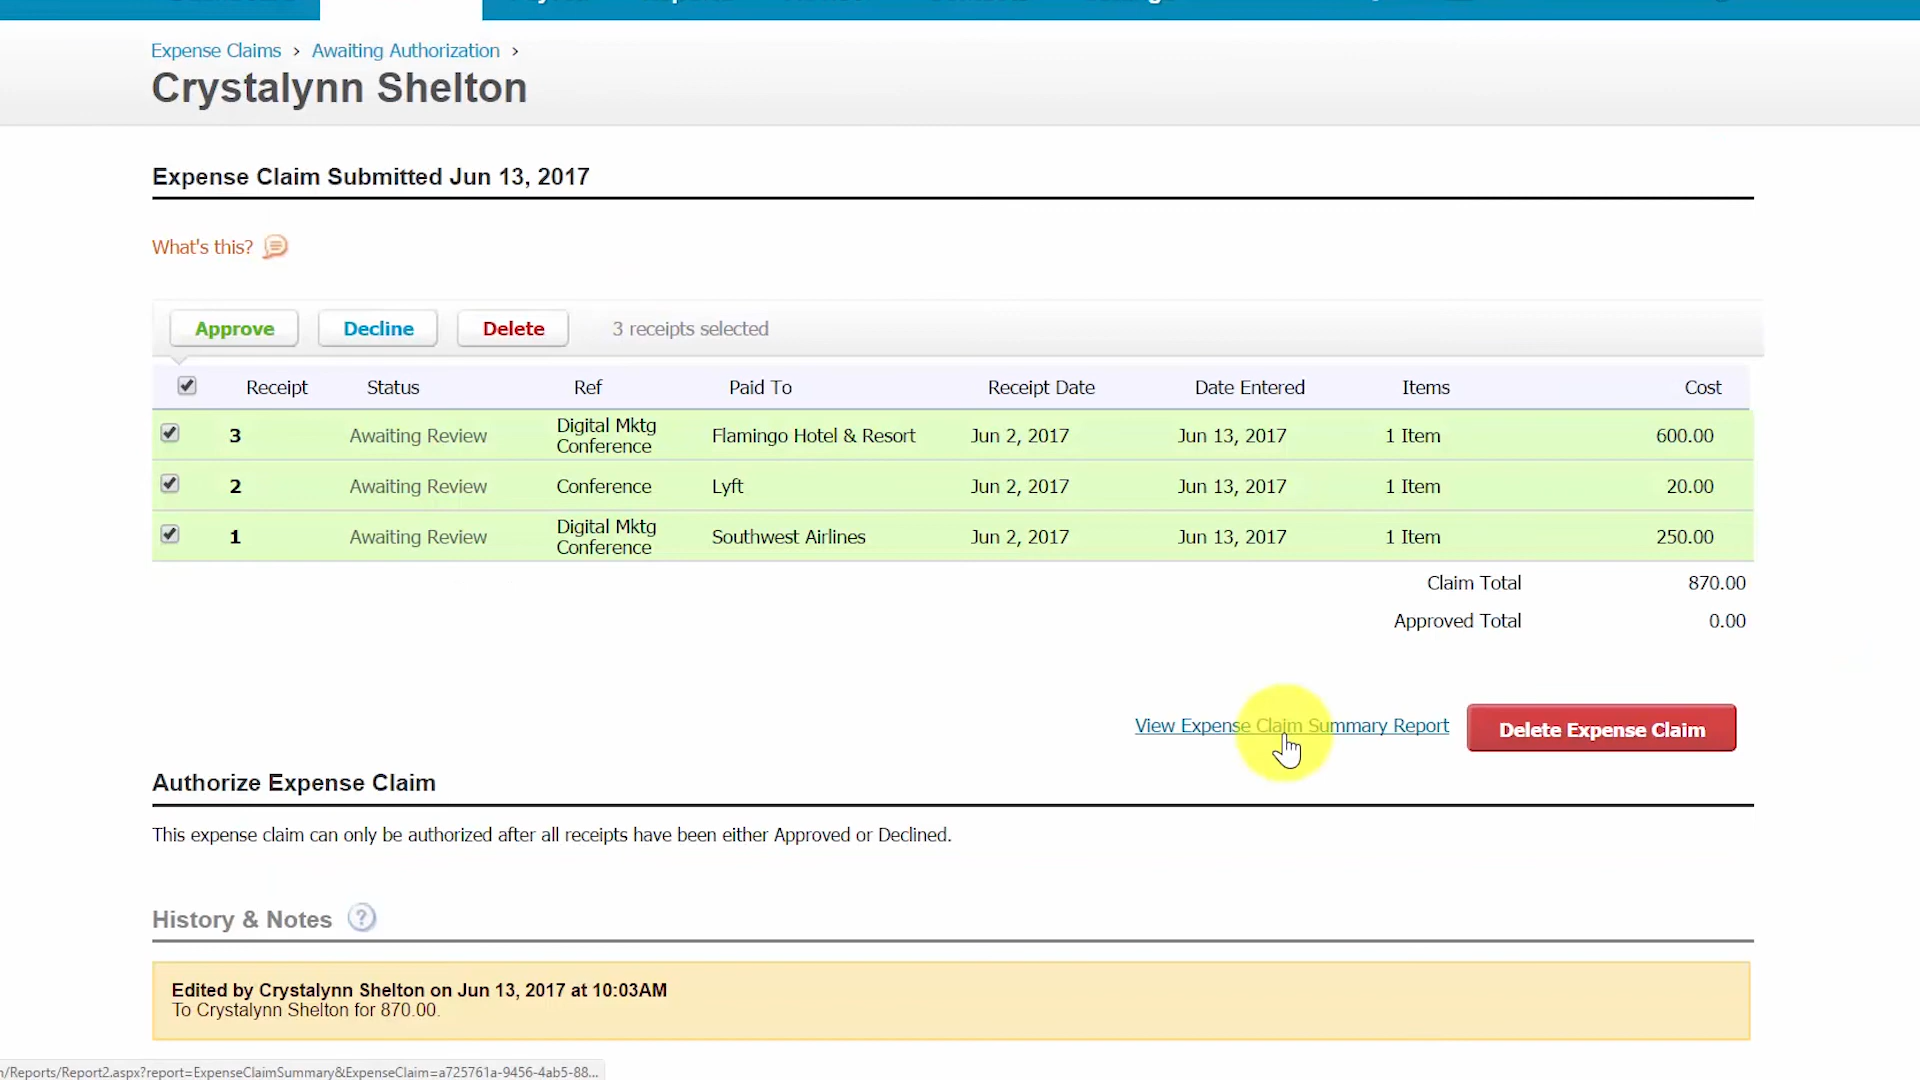 Expense Claims › Awaiting Authorization ›
Crystalynn Shelton
Expense Claim Submitted Jun 13, 2017
What's this?
Approve Decline Delete 3 receipts selected
Receipt Status Ref Paid To Receipt Date Date Entered Items Cost
3 Awaiting Review Digital Mktg Conference Flamingo Hotel & Resort Jun 2, 2017 Jun 13, 2017 1 Item 600.00
2 Awaiting Review Conference Lyft Jun 2, 2017 Jun 13, 2017 1 Item 20.00
1 Awaiting Review Digital Mktg Conference Southwest Airlines Jun 2, 2017 Jun 13, 2017 1 Item 250.00
Claim Total 870.00
Approved Total 0.00
View Expense Claim Summary Report Delete Expense Claim
Authorize Expense Claim
This expense claim can only be authorized after all receipts have been either Approved or Declined.
History & Notes ?
Edited by Crystalynn Shelton on Jun 13, 2017 at 10:03AM
To Crystalynn Shelton for 870.00.
/Reports/Report2.aspx?report=ExpenseClaimSummary&ExpenseClaim=a725761a-9456-4ab5-88...